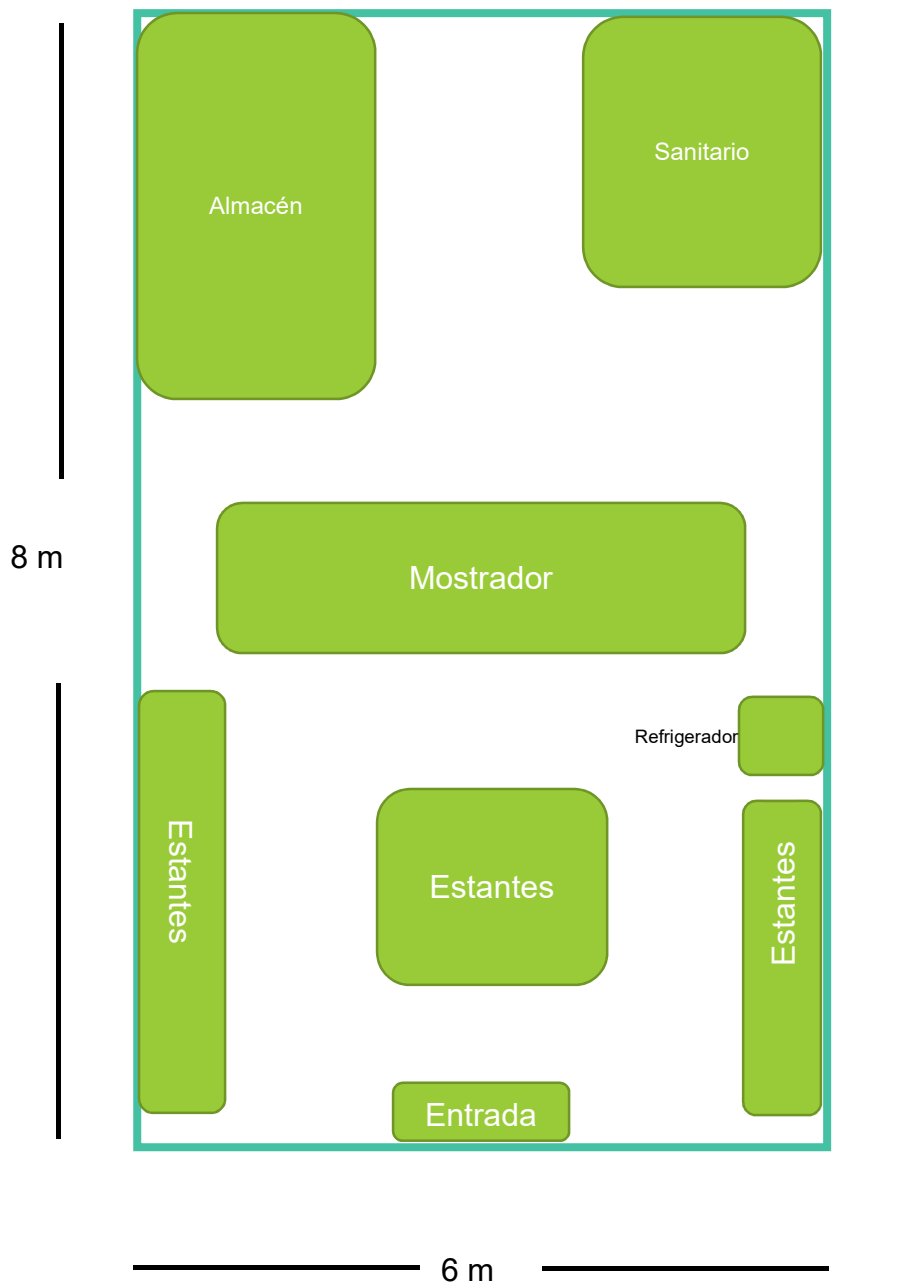 Sanitario
Almacén
8 m
Mostrador
Refrigerador
Estantes
Estantes
Estantes
Entrada
6 m